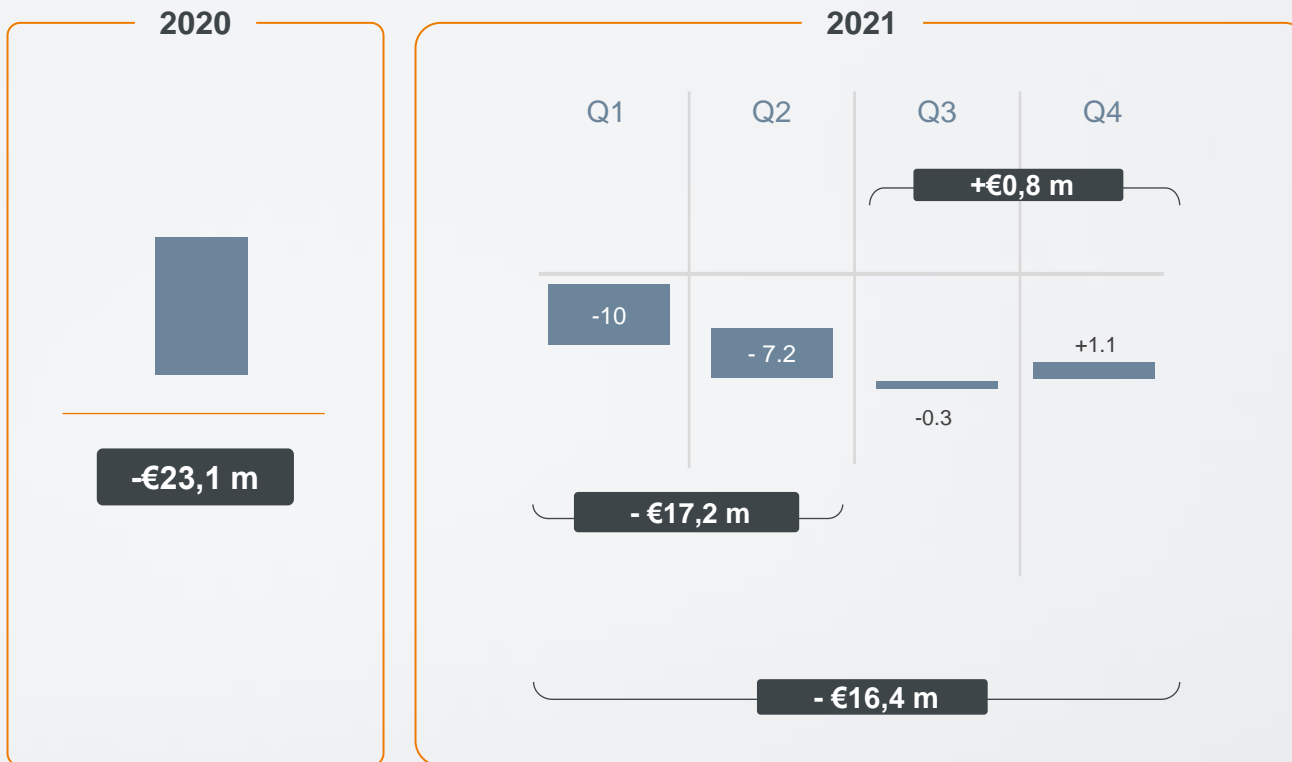 2020
-€23,1 m
2021
Q1
Q2
Q3
Q4
+€0,8 m
-10
- 7.2
-0.3
+1.1
- €17,2 m
- €16,4 m